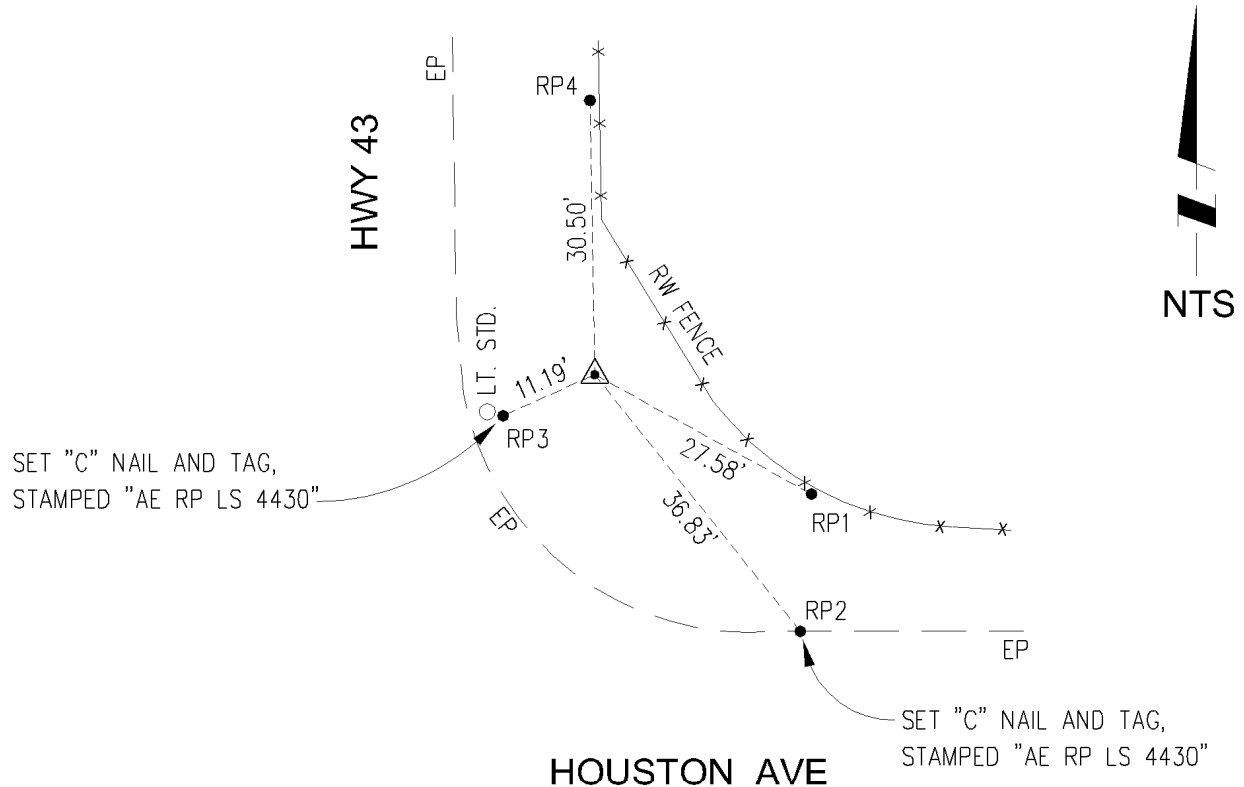 EP
RP4
HWY 43
30.50'
RW FENCE
NTS
LT. STD.
11.19'
RP3
27.58'
SET "C" NAIL AND TAG,
STAMPED "AE RP LS 4430"
36.83'
EP
RP1
RP2
EP
SET "C" NAIL AND TAG,
STAMPED "AE RP LS 4430"
HOUSTON AVE